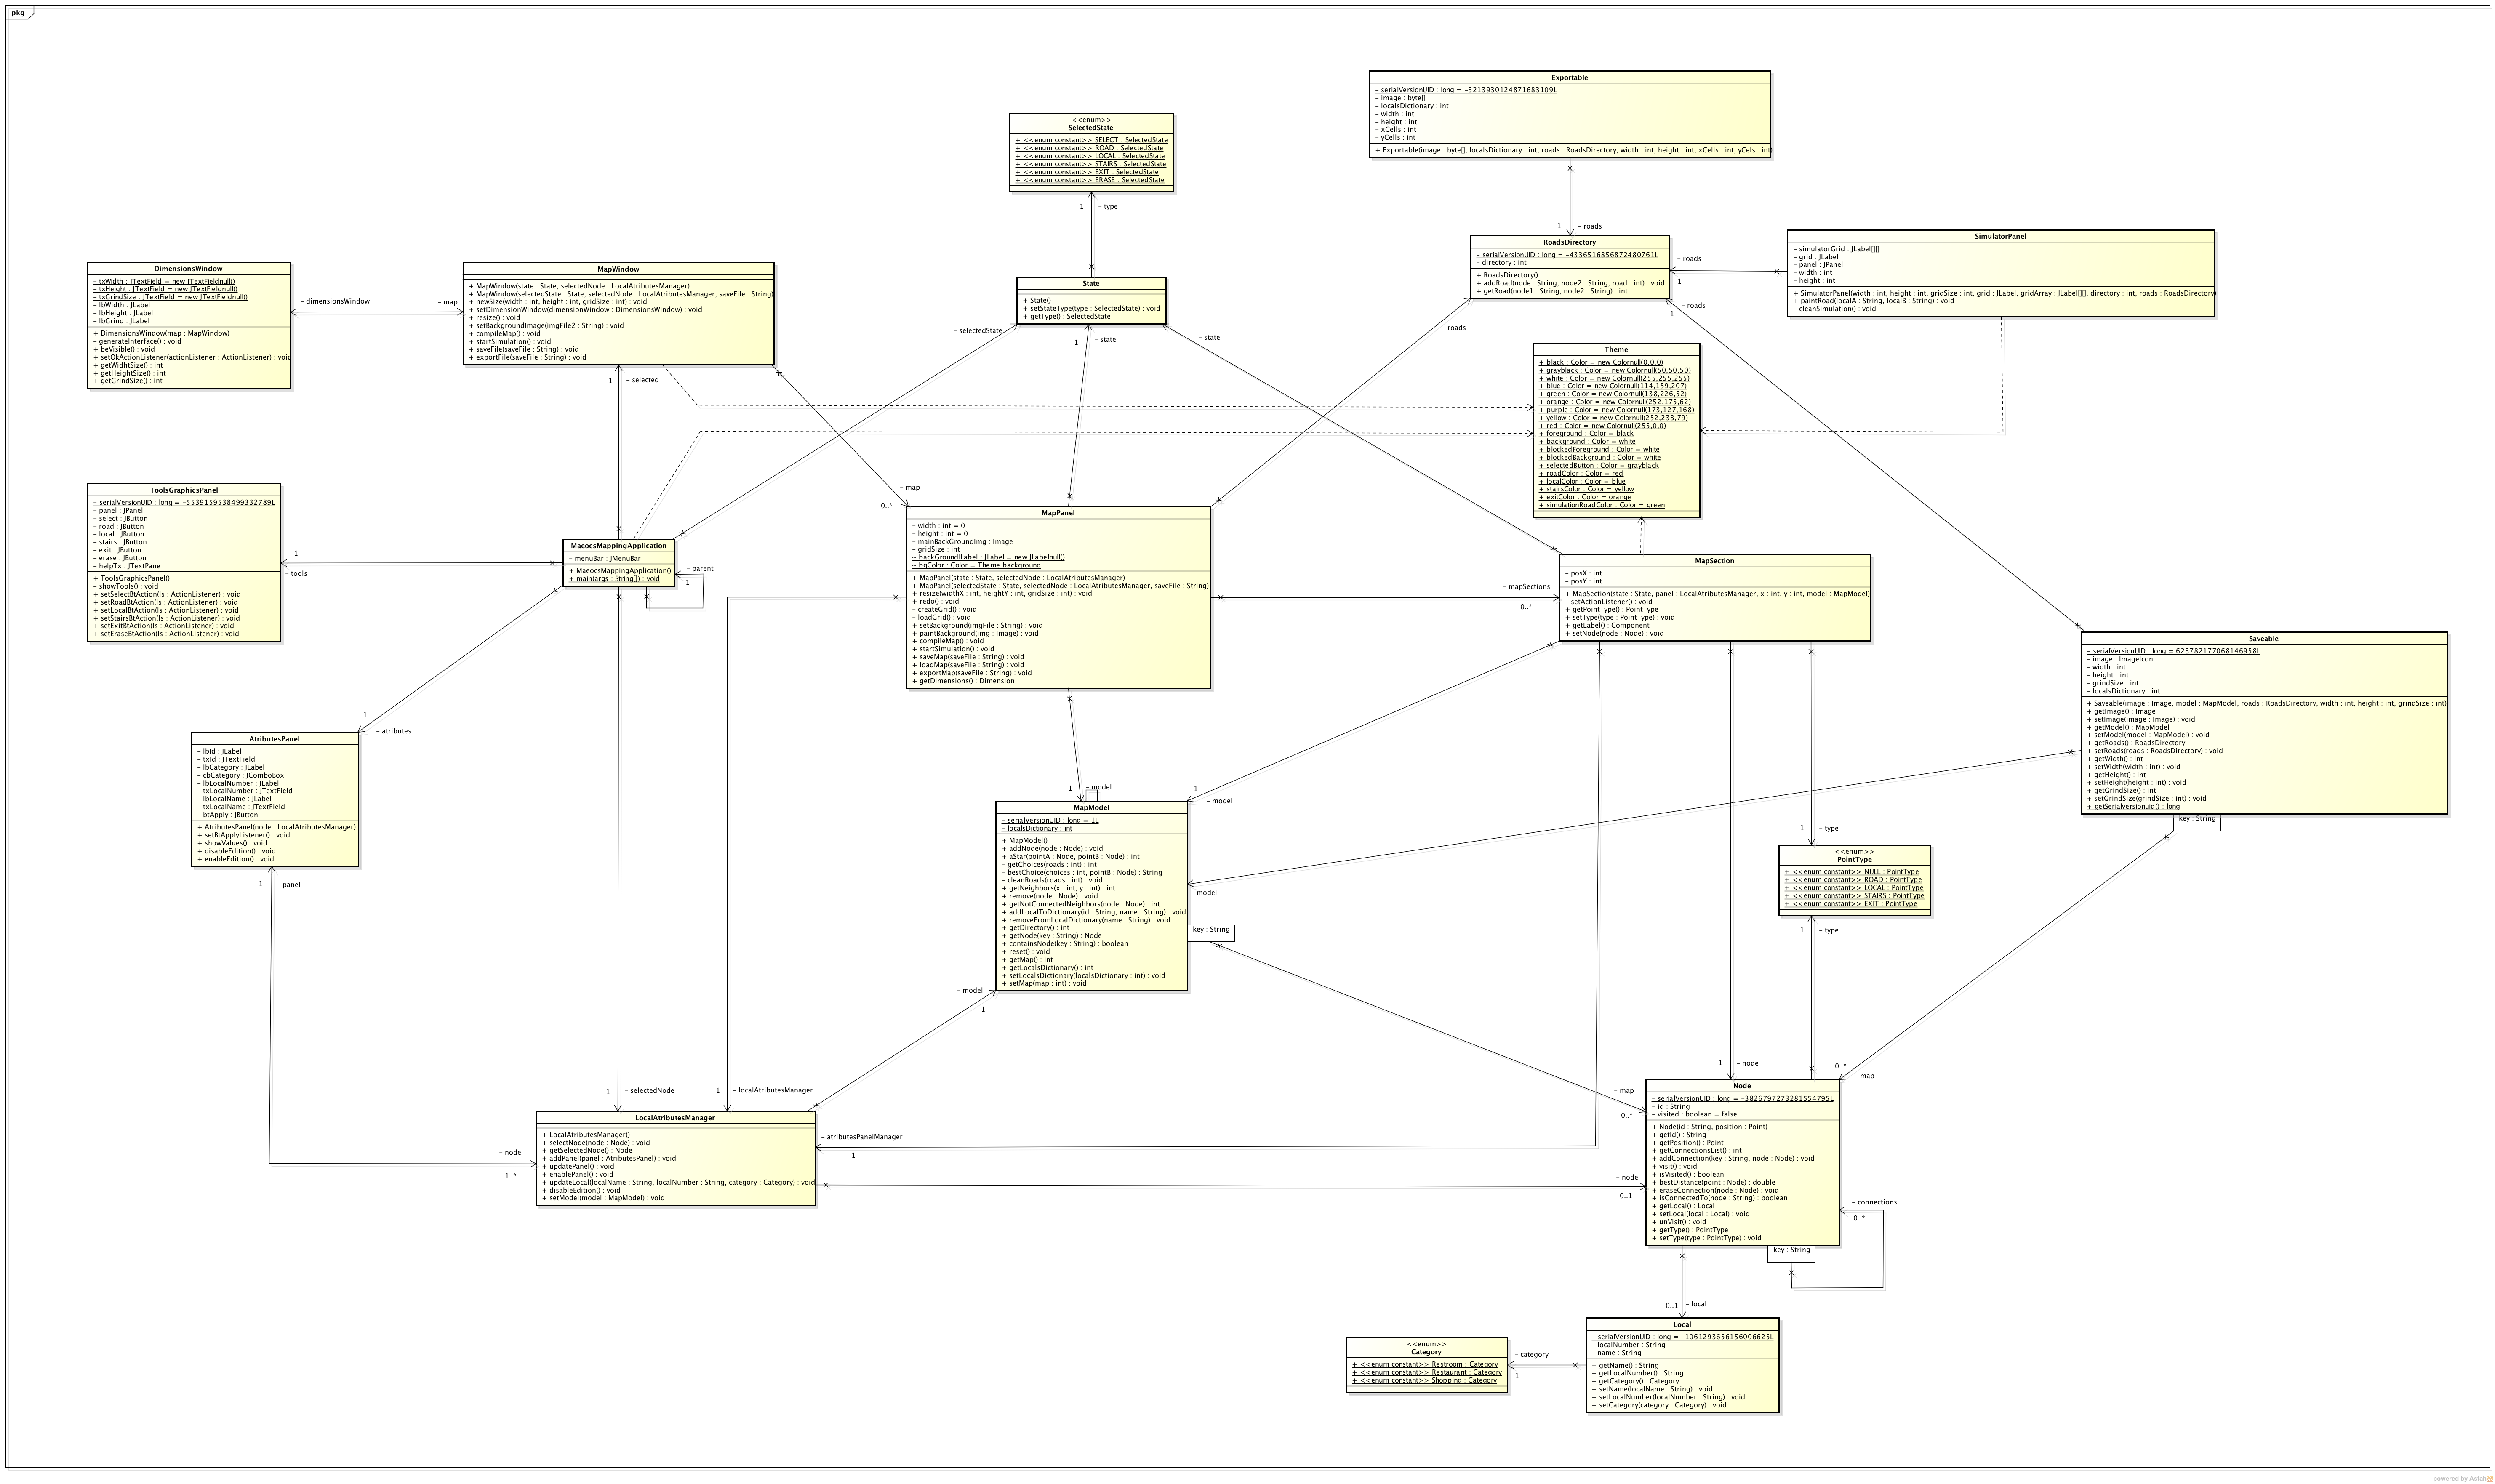 pkg
Exportable
- serialVersionUID : long = -3213930124871683109L
- image : byte[]
- localsDictionary : int
- width : int
- height : int
- xCells : int
- yCells : int
+ Exportable(image : byte[], localsDictionary : int, roads : RoadsDirectory, width : int, height : int, xCells : int, yCels : int)
<<enum>>
SelectedState
+ <<enum constant>> SELECT : SelectedState
+ <<enum constant>> ROAD : SelectedState
+ <<enum constant>> LOCAL : SelectedState
+ <<enum constant>> STAIRS : SelectedState
+ <<enum constant>> EXIT : SelectedState
+ <<enum constant>> ERASE : SelectedState
1
- type
1
- roads
RoadsDirectory
- serialVersionUID : long = -4336516856872480761L
- directory : int
+ RoadsDirectory()
+ addRoad(node : String, node2 : String, road : int) : void
+ getRoad(node1 : String, node2 : String) : int
- roads
1
- roads
1
- roads
SimulatorPanel
- simulatorGrid : JLabel[][]
- grid : JLabel
- panel : JPanel
- width : int
- height : int
+ SimulatorPanel(width : int, height : int, gridSize : int, grid : JLabel, gridArray : JLabel[][], directory : int, roads : RoadsDirectory)
+ paintRoad(localA : String, localB : String) : void
- cleanSimulation() : void
DimensionsWindow
- txWidth : JTextField = new JTextFieldnull()
- txHeight : JTextField = new JTextFieldnull()
- txGrindSize : JTextField = new JTextFieldnull()
- lbWidth : JLabel
- lbHeight : JLabel
- lbGrind : JLabel
+ DimensionsWindow(map : MapWindow)
- generateInterface() : void
+ beVisible() : void
+ setOkActionListener(actionListener : ActionListener) : void
+ getWidhtSize() : int
+ getHeightSize() : int
+ getGrindSize() : int
- dimensionsWindow
- map
MapWindow
+ MapWindow(state : State, selectedNode : LocalAtributesManager)
+ MapWindow(selectedState : State, selectedNode : LocalAtributesManager, saveFile : String)
+ newSize(width : int, height : int, gridSize : int) : void
+ setDimensionWindow(dimensionWindow : DimensionsWindow) : void
+ resize() : void
+ setBackgroundImage(imgFile2 : String) : void
+ compileMap() : void
+ startSimulation() : void
+ saveFile(saveFile : String) : void
+ exportFile(saveFile : String) : void
1
- selected
State
+ State()
+ setStateType(type : SelectedState) : void
+ getType() : SelectedState
- selectedState
1
- state
- state
Theme
+ black : Color = new Colornull(0,0,0)
+ grayblack : Color = new Colornull(50,50,50)
+ white : Color = new Colornull(255,255,255)
+ blue : Color = new Colornull(114,159,207)
+ green : Color = new Colornull(138,226,52)
+ orange : Color = new Colornull(252,175,62)
+ purple : Color = new Colornull(173,127,168)
+ yellow : Color = new Colornull(252,233,79)
+ red : Color = new Colornull(255,0,0)
+ foreground : Color = black
+ background : Color = white
+ blockedForeground : Color = white
+ blockedBackground : Color = white
+ selectedButton : Color = grayblack
+ roadColor : Color = red
+ localColor : Color = blue
+ stairsColor : Color = yellow
+ exitColor : Color = orange
+ simulationRoadColor : Color = green
ToolsGraphicsPanel
- serialVersionUID : long = -5539159538499332789L
- panel : JPanel
- select : JButton
- road : JButton
- local : JButton
- stairs : JButton
- exit : JButton
- erase : JButton
- helpTx : JTextPane
+ ToolsGraphicsPanel()
- showTools() : void
+ setSelectBtAction(ls : ActionListener) : void
+ setRoadBtAction(ls : ActionListener) : void
+ setLocalBtAction(ls : ActionListener) : void
+ setStairsBtAction(ls : ActionListener) : void
+ setExitBtAction(ls : ActionListener) : void
+ setEraseBtAction(ls : ActionListener) : void
1
- tools
MaeocsMappingApplication
- menuBar : JMenuBar
+ MaeocsMappingApplication()
+ main(args : String[]) : void
- parent
1
- map
0..*
MapPanel
- width : int = 0
- height : int = 0
- mainBackGroundImg : Image
- gridSize : int
- backGroundlLabel : JLabel = new JLabelnull()
- bgColor : Color = Theme.background
+ MapPanel(state : State, selectedNode : LocalAtributesManager)
+ MapPanel(selectedState : State, selectedNode : LocalAtributesManager, saveFile : String)
+ resize(widthX : int, heightY : int, gridSize : int) : void
+ redo() : void
- createGrid() : void
- loadGrid() : void
+ setBackground(imgFile : String) : void
+ paintBackground(img : Image) : void
+ compileMap() : void
+ startSimulation() : void
+ saveMap(saveFile : String) : void
+ loadMap(saveFile : String) : void
+ exportMap(saveFile : String) : void
+ getDimensions() : Dimension
- mapSections
0..*
MapSection
- posX : int
- posY : int
+ MapSection(state : State, panel : LocalAtributesManager, x : int, y : int, model : MapModel)
- setActionListener() : void
+ getPointType() : PointType
+ setType(type : PointType) : void
+ getLabel() : Component
+ setNode(node : Node) : void
Saveable
- serialVersionUID : long = 623782177068146958L
- image : ImageIcon
- width : int
- height : int
- grindSize : int
- localsDictionary : int
+ Saveable(image : Image, model : MapModel, roads : RoadsDirectory, width : int, height : int, grindSize : int)
+ getImage() : Image
+ setImage(image : Image) : void
+ getModel() : MapModel
+ setModel(model : MapModel) : void
+ getRoads() : RoadsDirectory
+ setRoads(roads : RoadsDirectory) : void
+ getWidth() : int
+ setWidth(width : int) : void
+ getHeight() : int
+ setHeight(height : int) : void
+ getGrindSize() : int
+ setGrindSize(grindSize : int) : void
+ getSerialversionuid() : long
key : String
1
- atributes
AtributesPanel
- lbId : JLabel
- txId : JTextField
- lbCategory : JLabel
- cbCategory : JComboBox
- lbLocalNumber : JLabel
- txLocalNumber : JTextField
- lbLocalName : JLabel
- txLocalName : JTextField
- btApply : JButton
+ AtributesPanel(node : LocalAtributesManager)
+ setBtApplyListener() : void
+ showValues() : void
+ disableEdition() : void
+ enableEdition() : void
1
- panel
1
- model
1
- model
MapModel
- serialVersionUID : long = 1L
- localsDictionary : int
+ MapModel()
+ addNode(node : Node) : void
+ aStar(pointA : Node, pointB : Node) : int
- getChoices(roads : int) : int
- bestChoice(choices : int, pointB : Node) : String
- cleanRoads(roads : int) : void
+ getNeighbors(x : int, y : int) : int
+ remove(node : Node) : void
+ getNotConnectedNeighbors(node : Node) : int
+ addLocalToDictionary(id : String, name : String) : void
+ removeFromLocalDictionary(name : String) : void
+ getDirectory() : int
+ getNode(key : String) : Node
+ containsNode(key : String) : boolean
+ reset() : void
+ getMap() : int
+ getLocalsDictionary() : int
+ setLocalsDictionary(localsDictionary : int) : void
+ setMap(map : int) : void
- model
key : String
- model
1
1
- type
<<enum>>
PointType
+ <<enum constant>> NULL : PointType
+ <<enum constant>> ROAD : PointType
+ <<enum constant>> LOCAL : PointType
+ <<enum constant>> STAIRS : PointType
+ <<enum constant>> EXIT : PointType
1
- type
1
- selectedNode
1
- localAtributesManager
LocalAtributesManager
+ LocalAtributesManager()
+ selectNode(node : Node) : void
+ getSelectedNode() : Node
+ addPanel(panel : AtributesPanel) : void
+ updatePanel() : void
+ enablePanel() : void
+ updateLocal(localName : String, localNumber : String, category : Category) : void
+ disableEdition() : void
+ setModel(model : MapModel) : void
- node
1..*
- atributesPanelManager
1
1
- node
0..*
- map
- map
0..*
- node
0..1
Node
- serialVersionUID : long = -3826797273281554795L
- id : String
- visited : boolean = false
+ Node(id : String, position : Point)
+ getId() : String
+ getPosition() : Point
+ getConnectionsList() : int
+ addConnection(key : String, node : Node) : void
+ visit() : void
+ isVisited() : boolean
+ bestDistance(point : Node) : double
+ eraseConnection(node : Node) : void
+ isConnectedTo(node : String) : boolean
+ getLocal() : Local
+ setLocal(local : Local) : void
+ unVisit() : void
+ getType() : PointType
+ setType(type : PointType) : void
- connections
0..*
key : String
0..1
- local
Local
- serialVersionUID : long = -1061293656156006625L
- localNumber : String
- name : String
+ getName() : String
+ getLocalNumber() : String
+ getCategory() : Category
+ setName(localName : String) : void
+ setLocalNumber(localNumber : String) : void
+ setCategory(category : Category) : void
- category
1
<<enum>>
Category
+ <<enum constant>> Restroom : Category
+ <<enum constant>> Restaurant : Category
+ <<enum constant>> Shopping : Category
powered by Astah